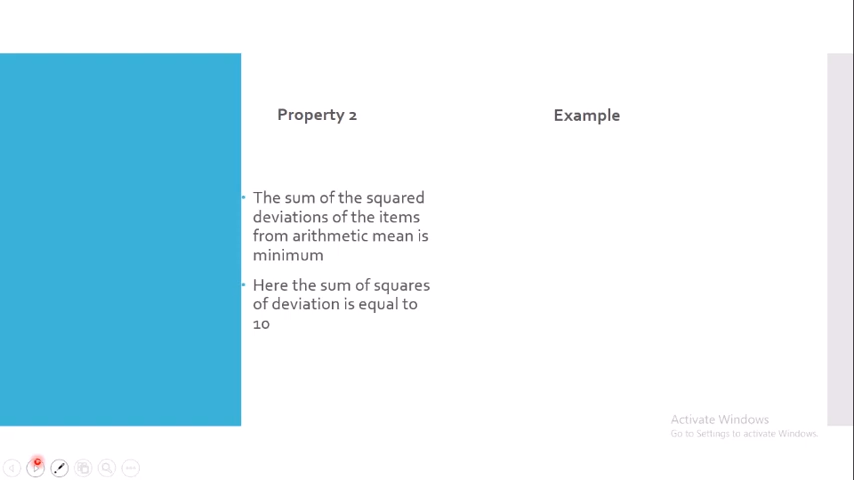 Property 2
Example
• The sum of the squared
deviations of the items
from arithmetic mean is
minimum
• Here the sum of squares
of deviation is equal to
10
Activate Windows
Go to Settings to activate Windows.